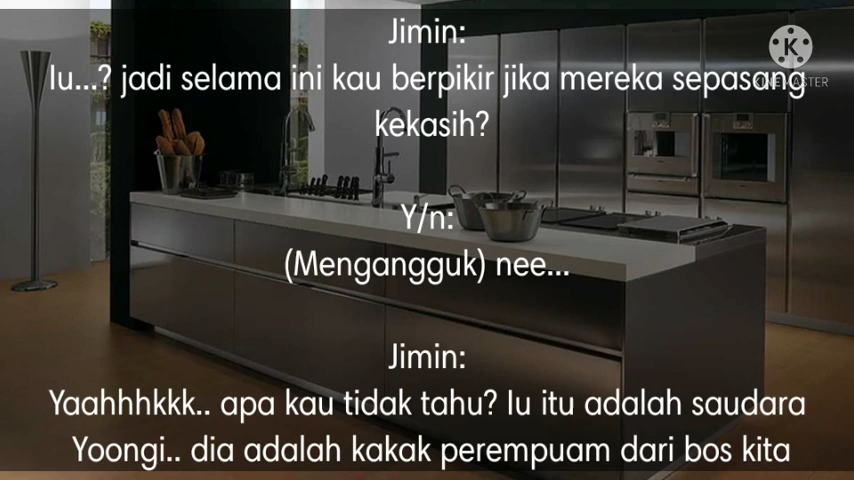 Jimin:
Iu...? jadi selama ini kau berpikir jika mereka sepasang
kekasih?
Y/n:
(Mengangguk) nee...
Jimin:
Yaahhhkkk.. apa kau tidak tahu? Iu itu adalah saudara
Yoongi.. dia adalah kakak perempuam dari bos kita
K
KINEMASTER